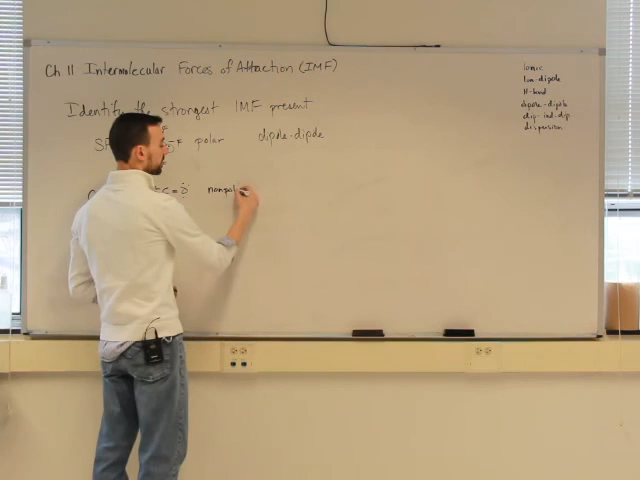 Ch 11 Intermolecular Forces of Attraction (IMF)
Identify the strongest IMF present
SF F polar dipole-dipole
C C=O nonpol
Ionic
Ion-dipole
H-bond
dipole-dipole
dip-ind-dip
dispersion